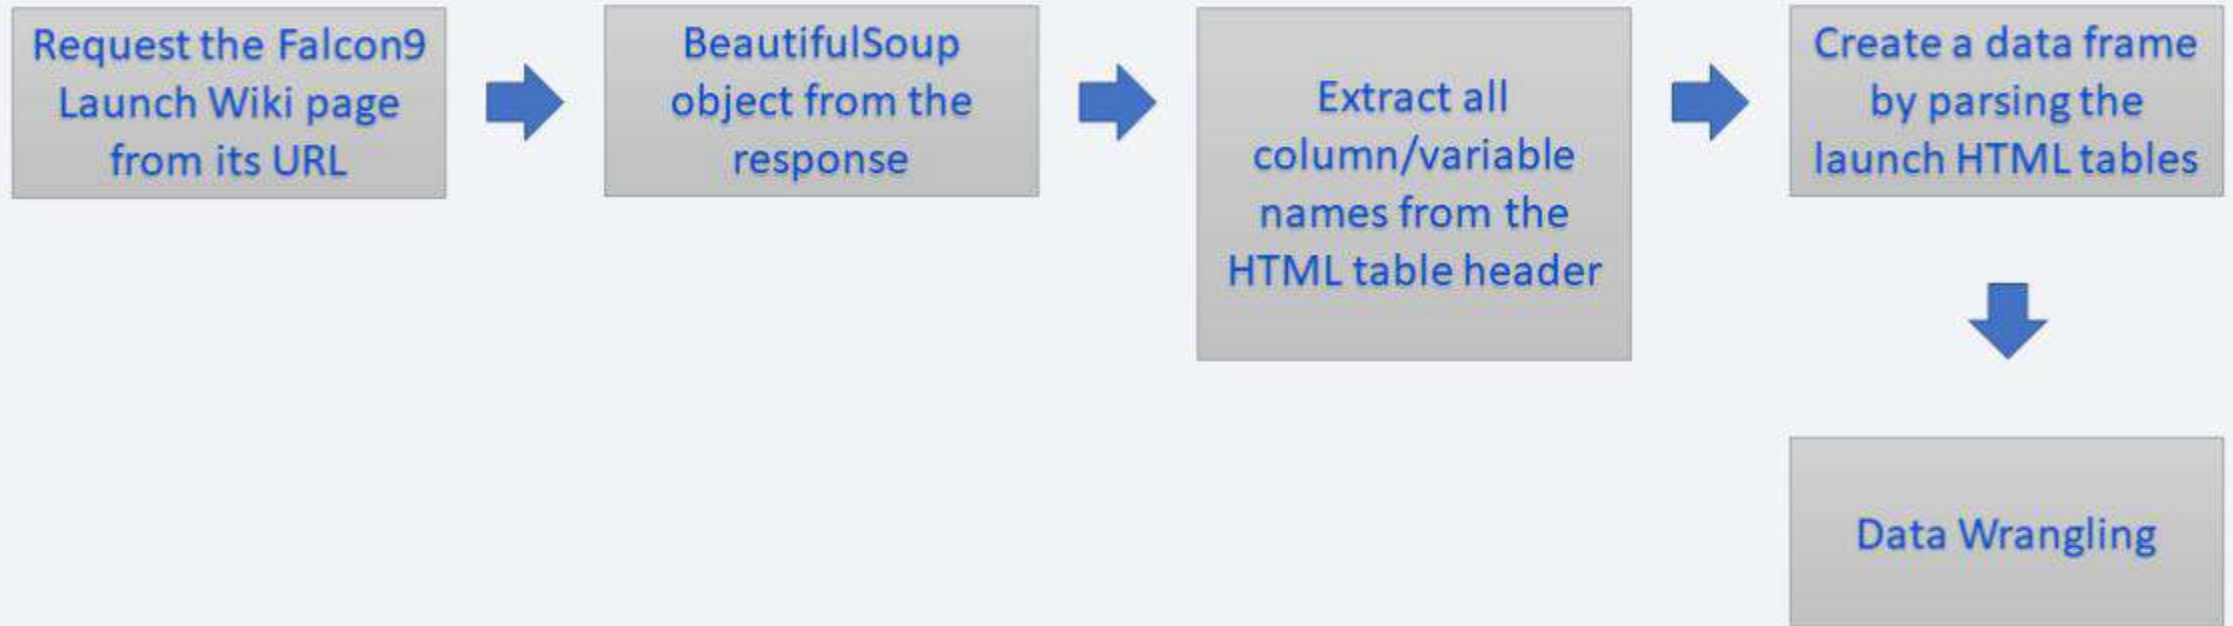 Request the Falcon9
Launch Wiki page
from its URL
BeautifulSoup
object from the
response
Extract all
column/variable
names from the
HTML table header
Create a data frame
by parsing the
launch HTML tables
Data Wrangling